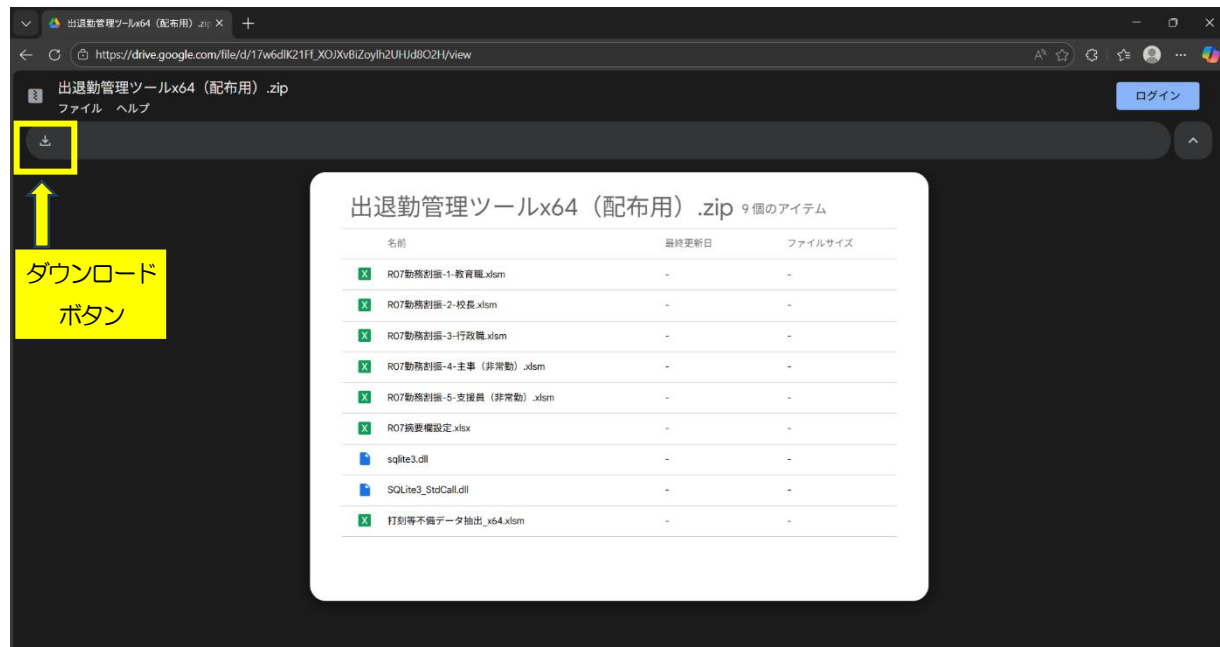 出退勤管理ツールx64（配布用）.zip
https://drive.google.com/file/d/17w6dlK21Ff_XOJXvBiZoylh2UHJd8O2H/view
出退勤管理ツールx64（配布用）.zip
ファイル ヘルプ
ログイン
ダウンロード
ボタン
出退勤管理ツールx64（配布用）.zip 9 個のアイテム
名前 最終更新日 ファイルサイズ
R07勤務割振-1-教育職.xlsm - -
R07勤務割振-2-校長.xlsm - -
R07勤務割振-3-行政職.xlsm - -
R07勤務割振-4-主事（非常勤）.xlsm - -
R07勤務割振-5-支援員（非常勤）.xlsm - -
R07摘要欄設定.xlsx - -
sqlite3.dll - -
SQLite3_StdCall.dll - -
打刻等不備データ抽出_x64.xlsm - -